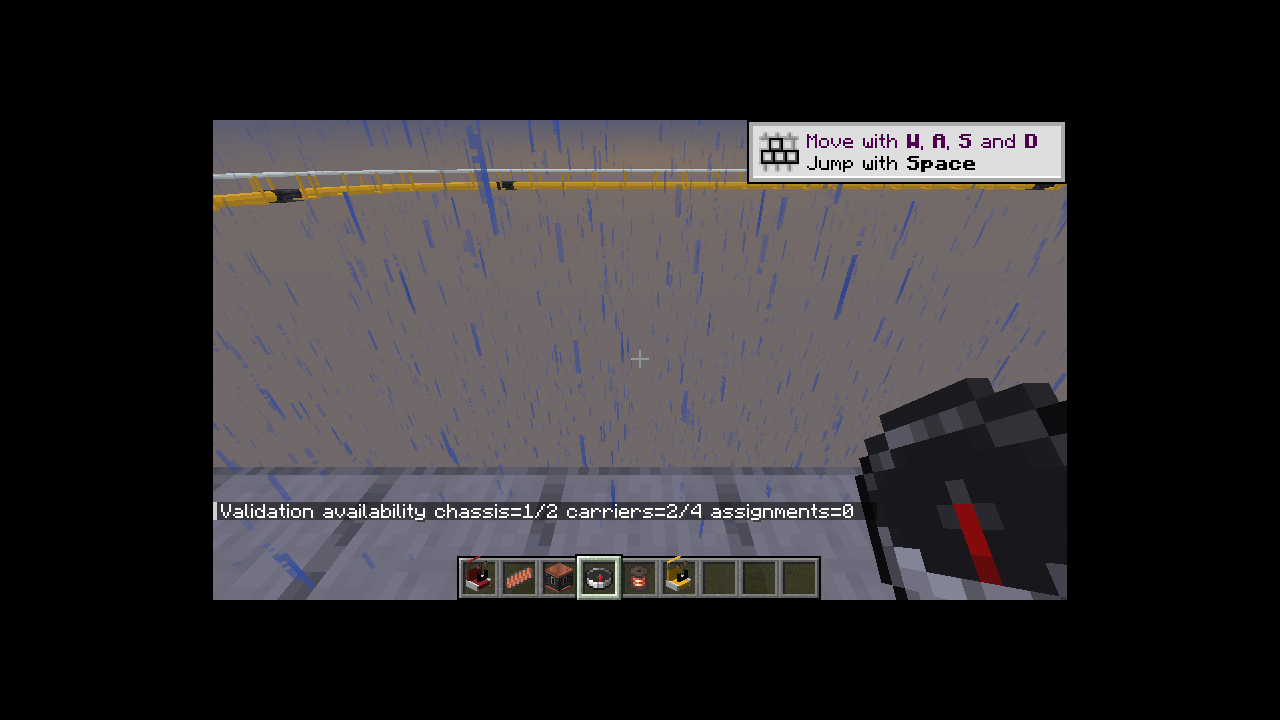 Move with W, A, S and D
Jump with Space
Validation availability chassis=1/2 carriers=2/4 assignments=0